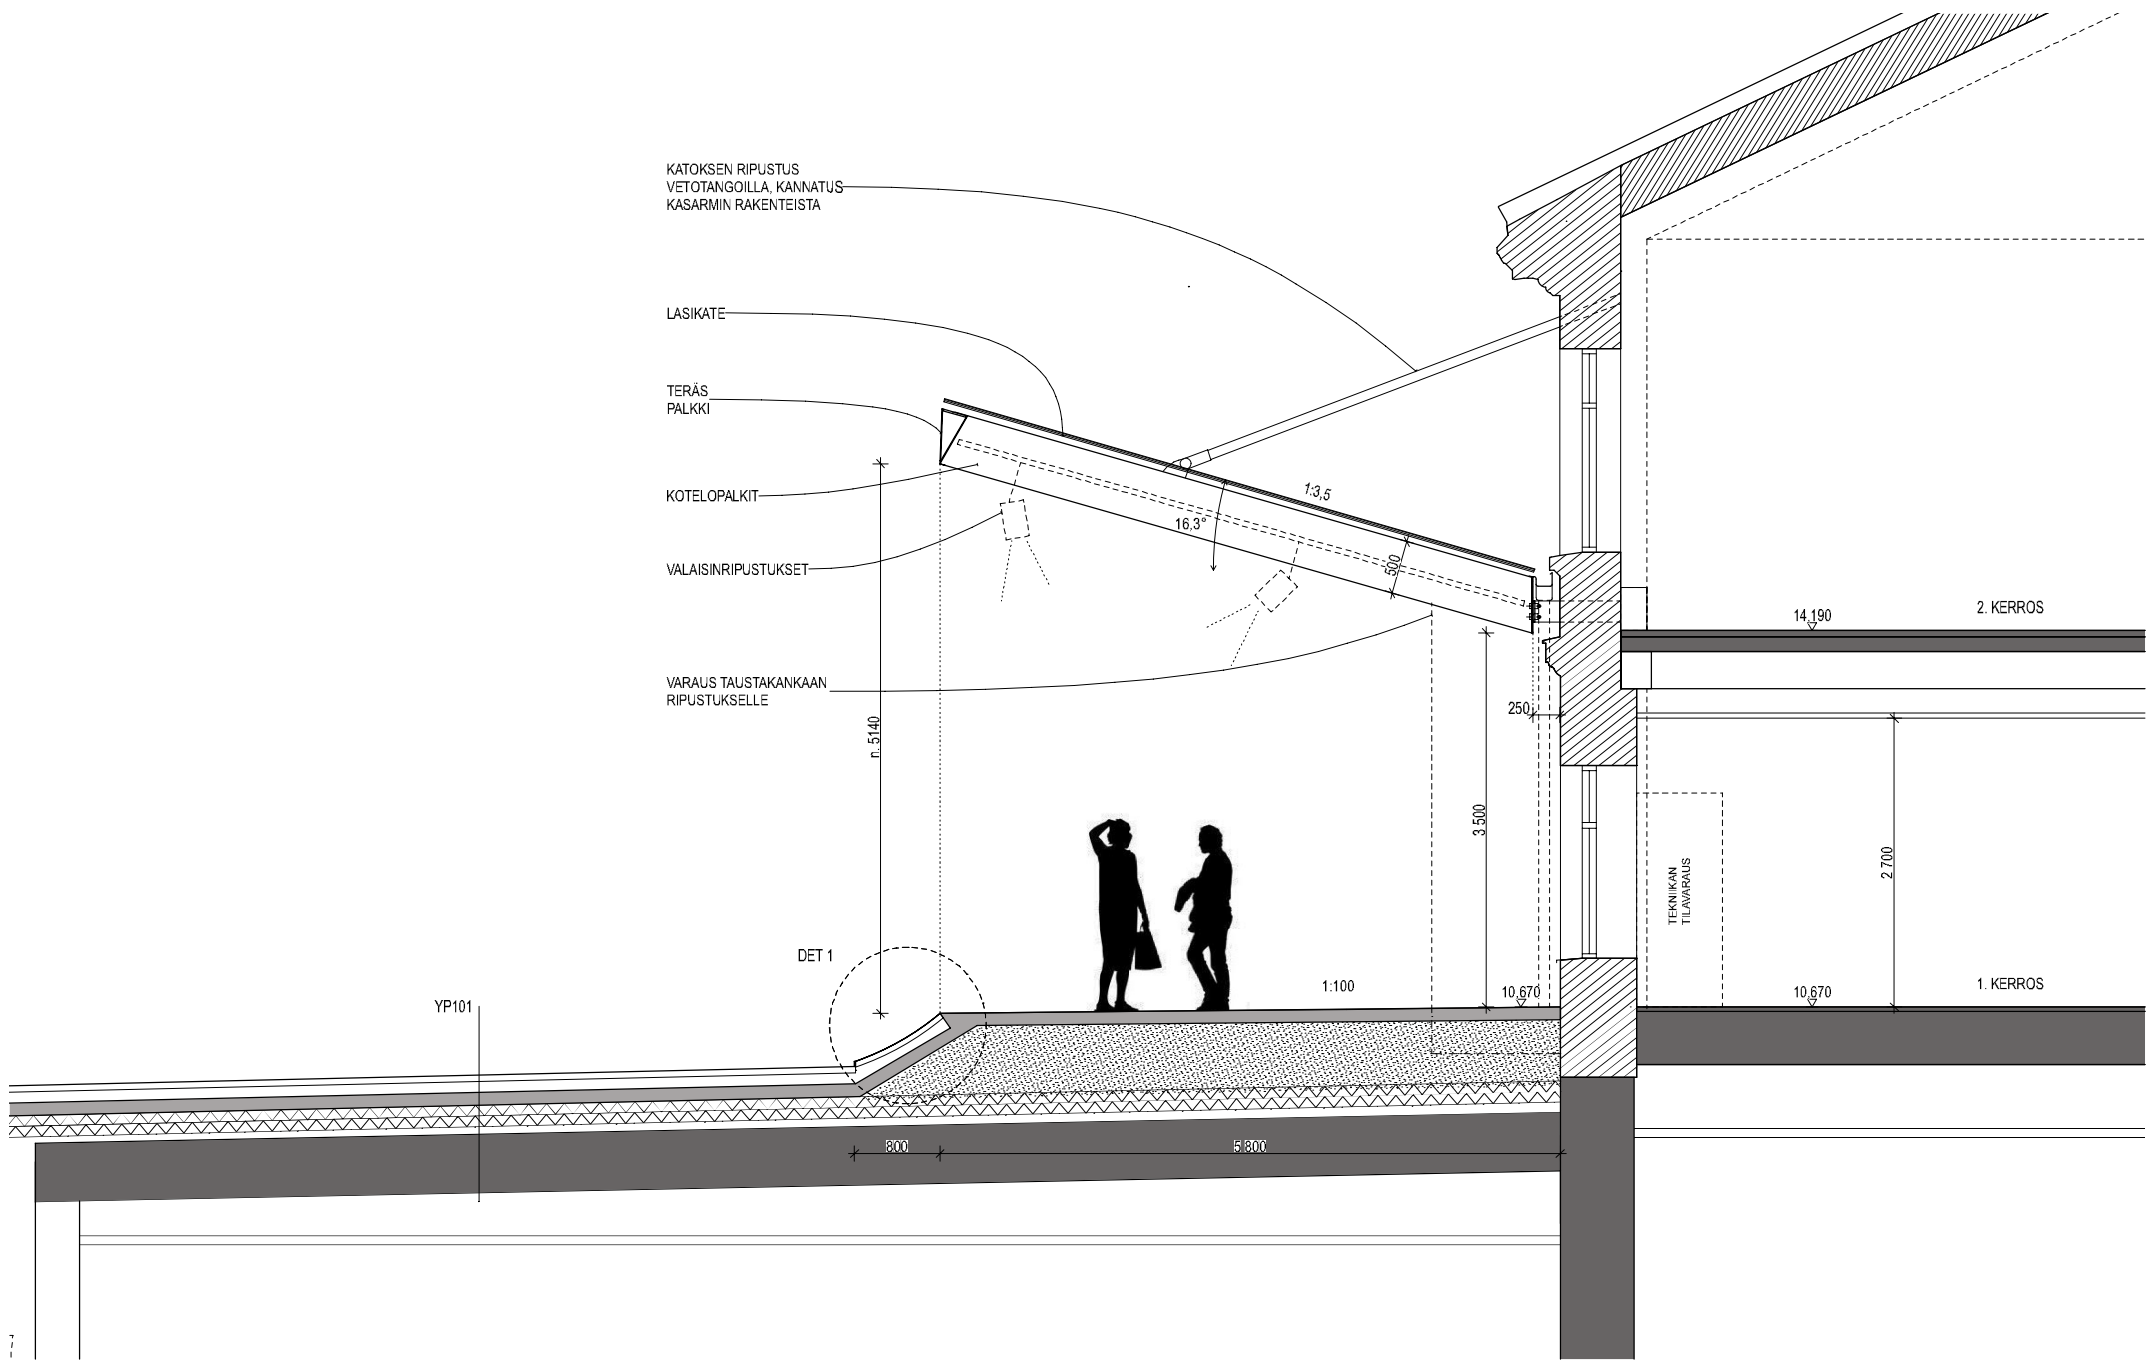 KATOKSEN RIPUSTUS
VETOTANGOILLA, KANNATUS
KASARMIN RAKENTEISTA
LASIKATE
TERÄS
PALKKI
1:3,5
KOTELOPALKIT
16,3°
500
VALAISINRIPUSTUKSET
14,190
2. KERROS
VARAUS TAUSTAKANKAAN
RIPUSTUKSELLE
250
n. 5140
3 500
2 700
TEKNIIKAN
TILAVARAUS
DET 1
1:100
10,670
10,670
1. KERROS
YP101
800
5 800